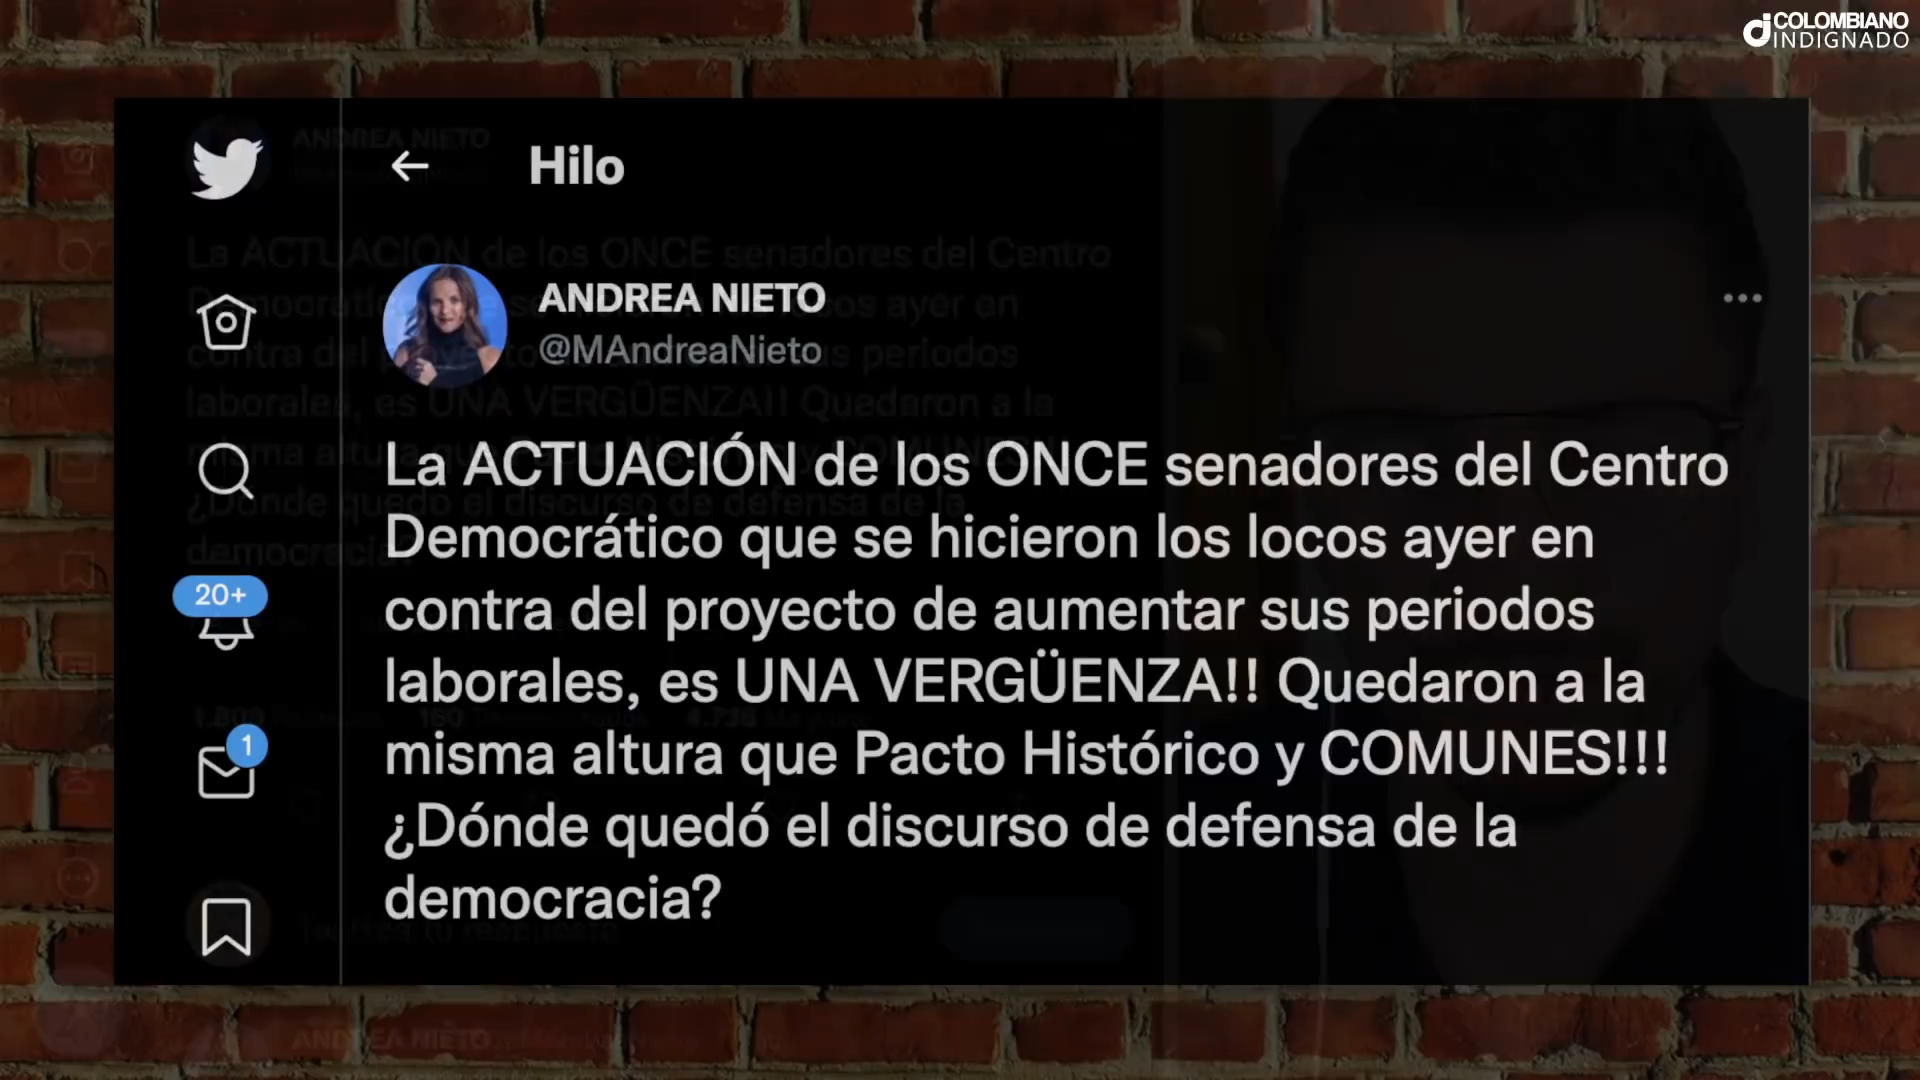 COLOMBIANO
INDIGNADO
Hilo
ANDREA NIETO
@MAndreaNieto
20+
1
La ACTUACIÓN de los ONCE senadores del Centro
Democrático que se hicieron los locos ayer en
contra del proyecto de aumentar sus periodos
laborales, es UNA VERGÜENZA!! Quedaron a la
misma altura que Pacto Histórico y COMUNES!!!
¿Dónde quedó el discurso de defensa de la
democracia?